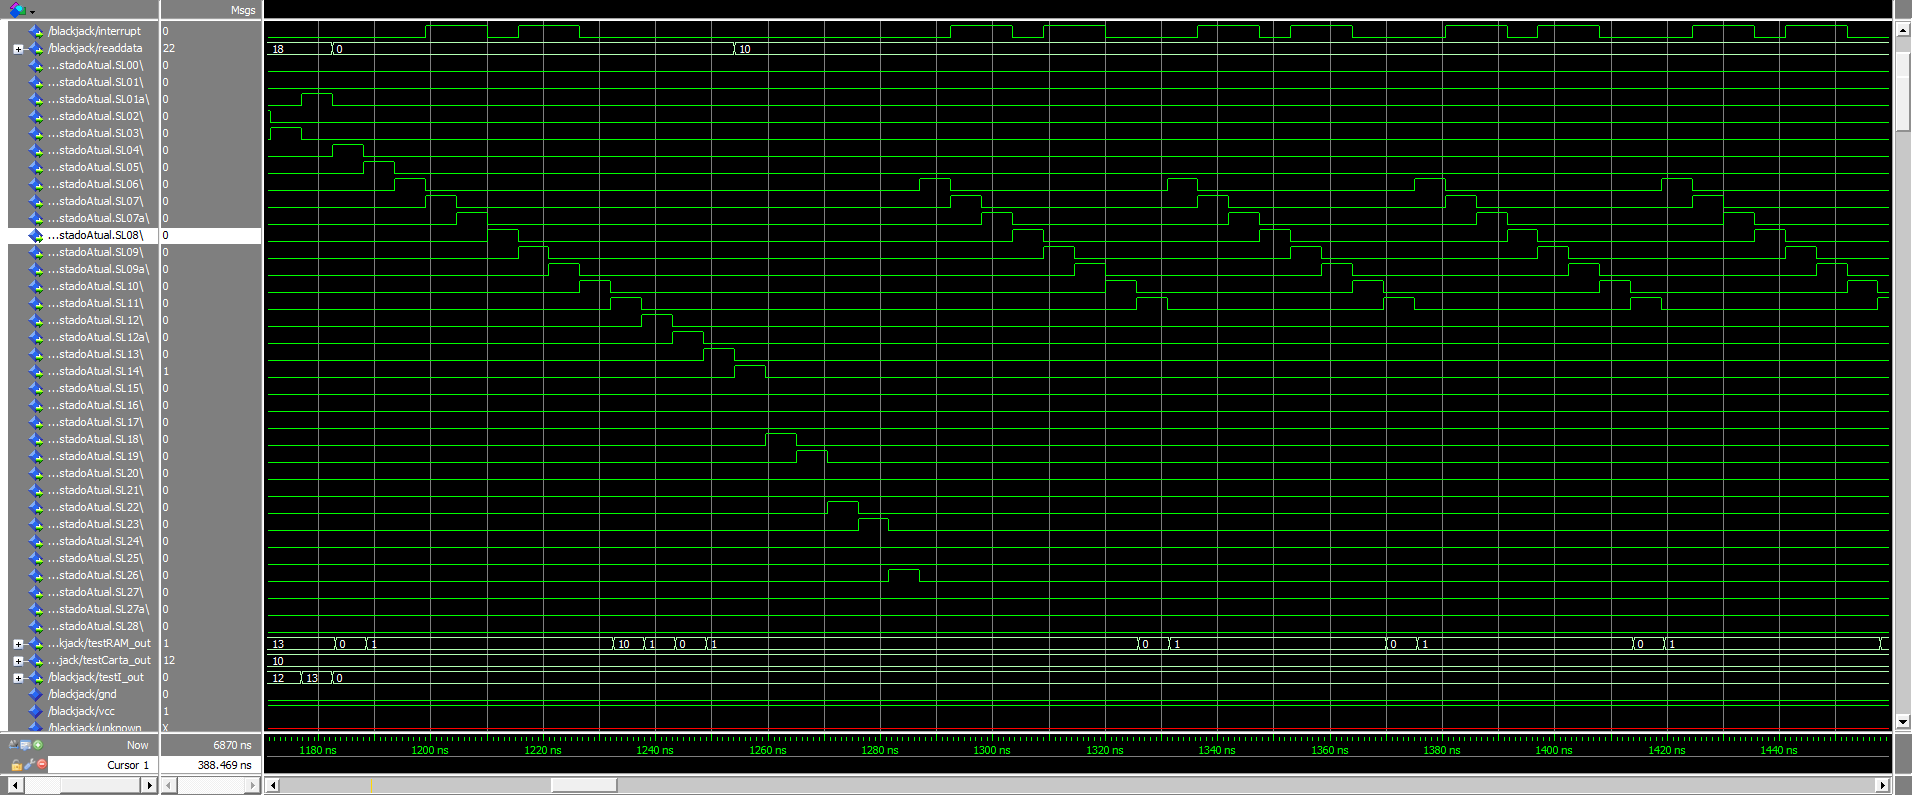 Msgs
/blackjack/interrupt 0
/blackjack/readdata 22 18 0 10
...stadoAtual.SL00\ 0
...stadoAtual.SL01\ 0
...stadoAtual.SL01a\ 0
...stadoAtual.SL02\ 0
...stadoAtual.SL03\ 0
...stadoAtual.SL04\ 0
...stadoAtual.SL05\ 0
...stadoAtual.SL06\ 0
...stadoAtual.SL07\ 0
...stadoAtual.SL07a\ 0
...stadoAtual.SL08\ 0
...stadoAtual.SL09\ 0
...stadoAtual.SL09a\ 0
...stadoAtual.SL10\ 0
...stadoAtual.SL11\ 0
...stadoAtual.SL12\ 0
...stadoAtual.SL12a\ 0
...stadoAtual.SL13\ 0
...stadoAtual.SL14\ 1
...stadoAtual.SL15\ 0
...stadoAtual.SL16\ 0
...stadoAtual.SL17\ 0
...stadoAtual.SL18\ 0
...stadoAtual.SL19\ 0
...stadoAtual.SL20\ 0
...stadoAtual.SL21\ 0
...stadoAtual.SL22\ 0
...stadoAtual.SL23\ 0
...stadoAtual.SL24\ 0
...stadoAtual.SL25\ 0
...stadoAtual.SL26\ 0
...stadoAtual.SL27\ 0
...stadoAtual.SL27a\ 0
...stadoAtual.SL28\ 0
...kjack/testRAM_out 1 13 0 1 10 1 0 1 0 1 0 1 0 1
...jack/testCarta_out 12 10
/blackjack/testI_out 0 12 13 0
/blackjack/gnd 0
/blackjack/vcc 1
/blackjack/unknown X
Now 6870 ns 1180 ns 1200 ns 1220 ns 1240 ns 1260 ns 1280 ns 1300 ns 1320 ns 1340 ns 1360 ns 1380 ns 1400 ns 1420 ns 1440 ns
Cursor 1 388.469 ns